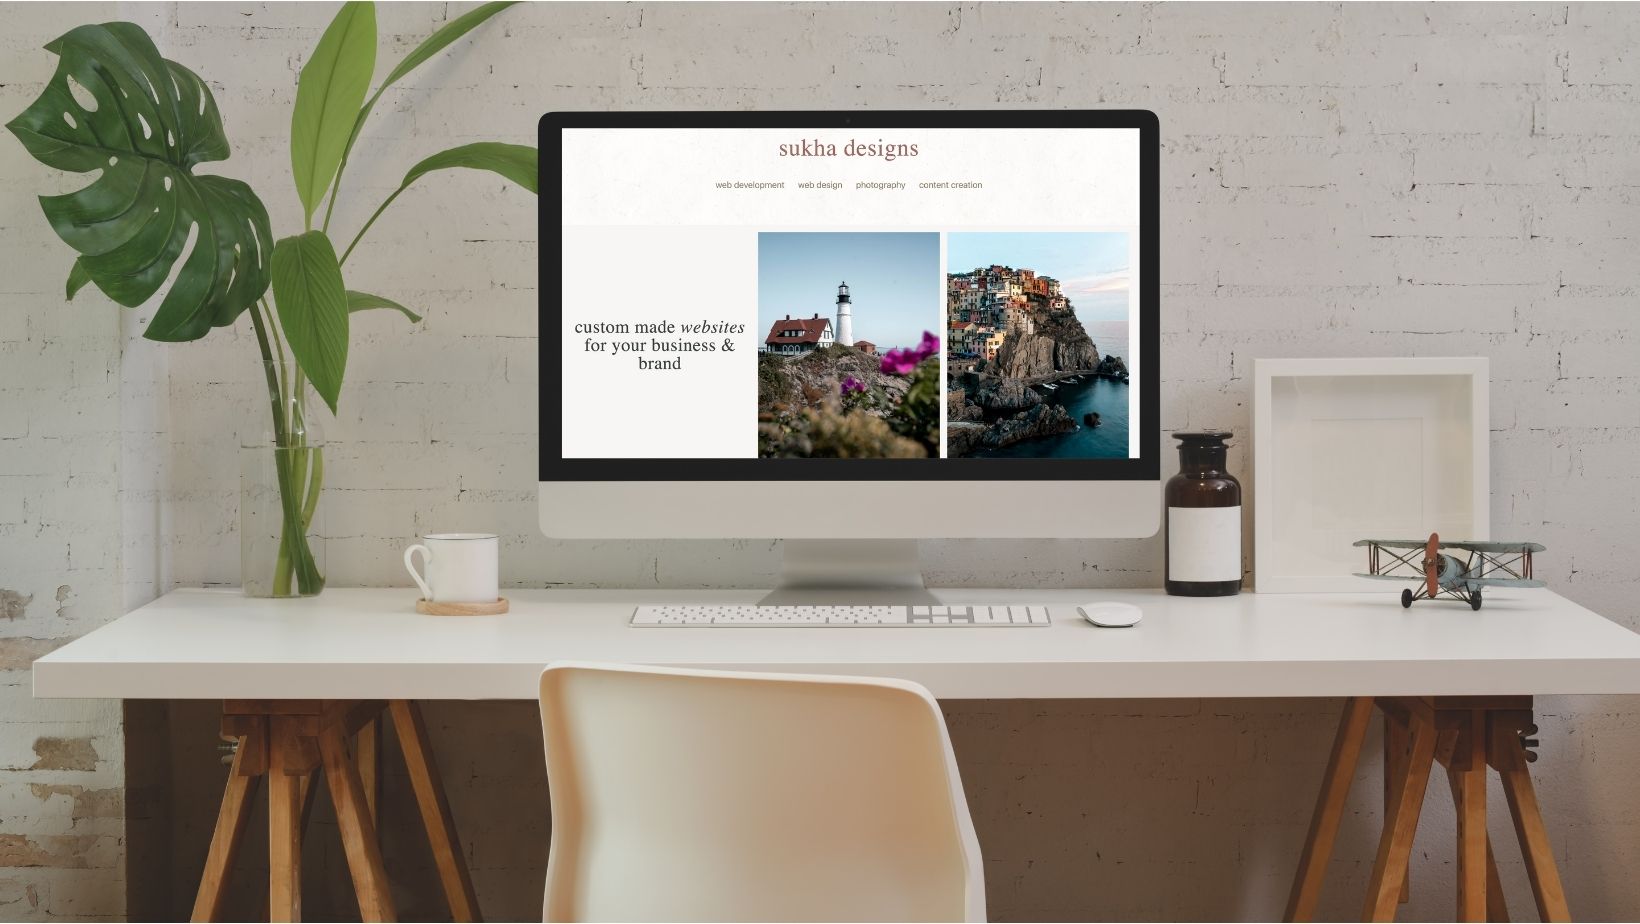 sukha designs
web development web design photography content creation
custom made websites
for your business &
brand